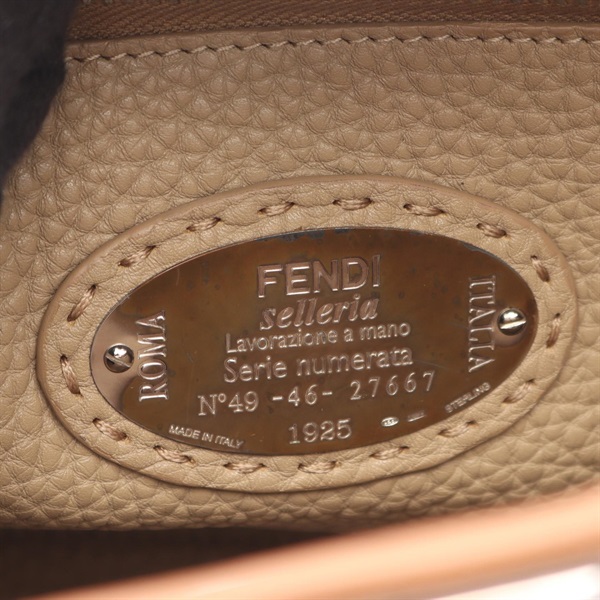 FENDI
selleria
Lavorazione a mano
Serie numerata
N°49 -46- 27667
1925
ROMA
ITALIA
MADE IN ITALY
STERLING